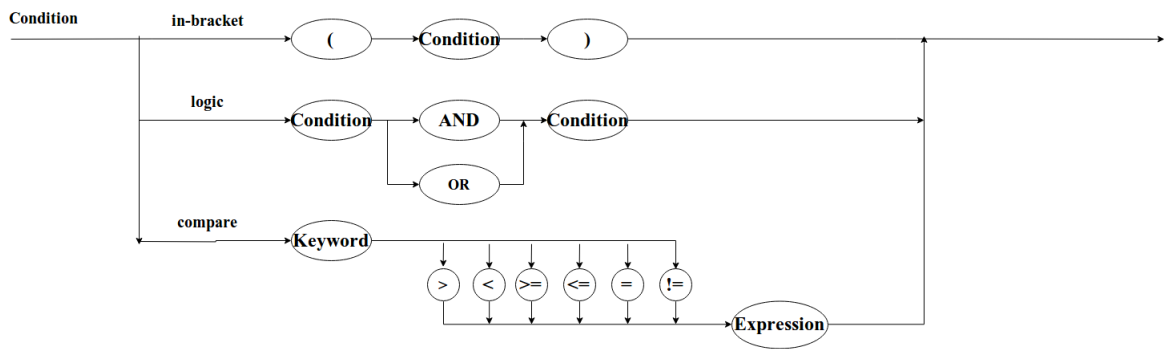 Condition
in-bracket
( Condition )
logic
Condition AND Condition
OR
compare
Keyword
> < >= <= = !=
Expression